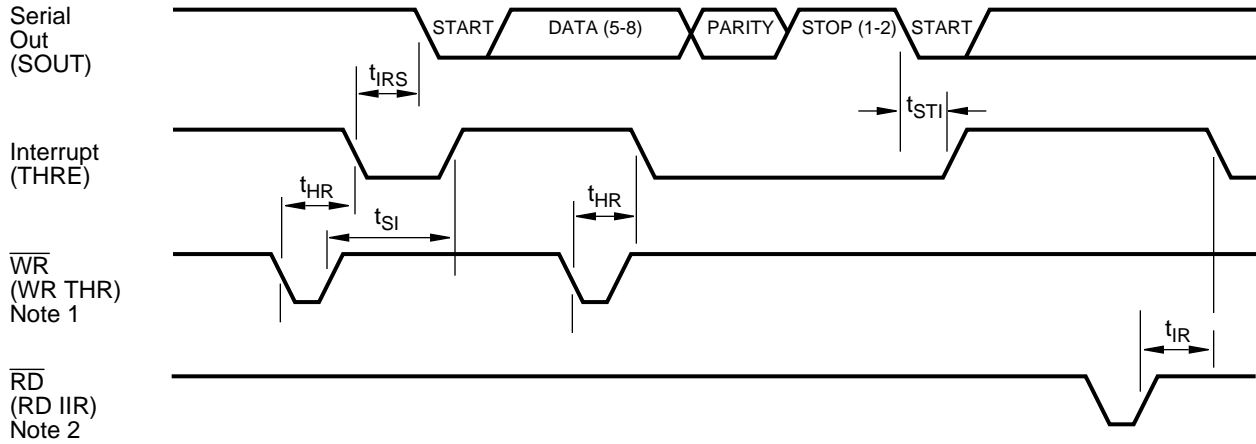 Serial
Out
(SOUT)
START DATA (5-8) PARITY STOP (1-2) START
tIRS
tSTI
Interrupt
(THRE)
tHR
tSI
tHR
WR
(WR THR)
Note 1
tIR
RD
(RD IIR)
Note 2